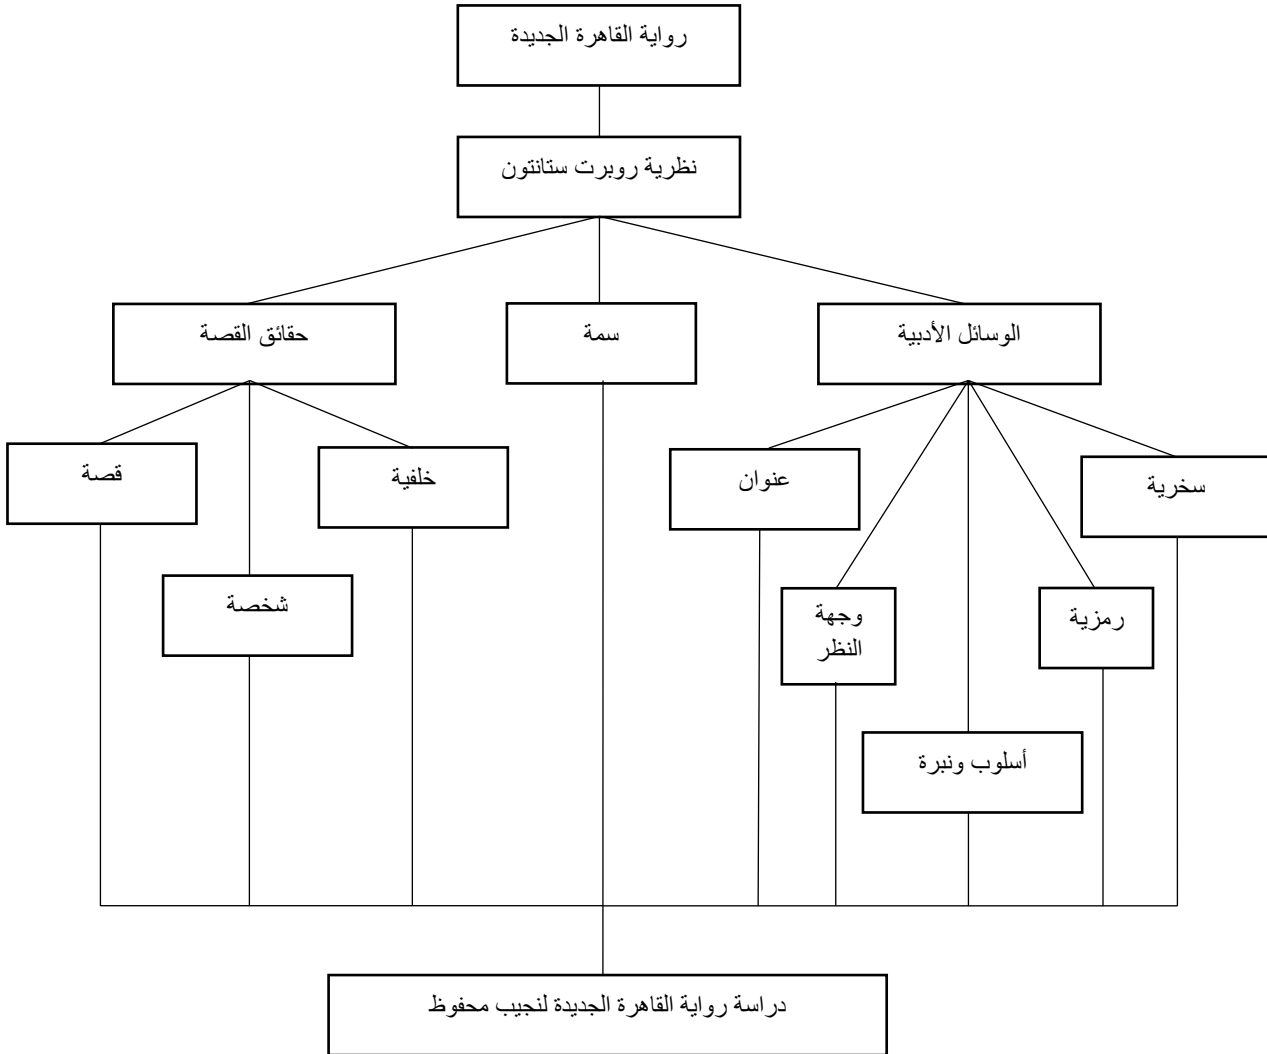 رواية القاهرة الجديدة
نظرية روبرت ستانتون
حقائق القصة
سمة
الوسائل الأدبية
قصة
خلفية
عنوان
سخرية
شخصة
وجهة
النظر
رمزية
أسلوب ونبرة
دراسة رواية القاهرة الجديدة لنجيب محفوظ